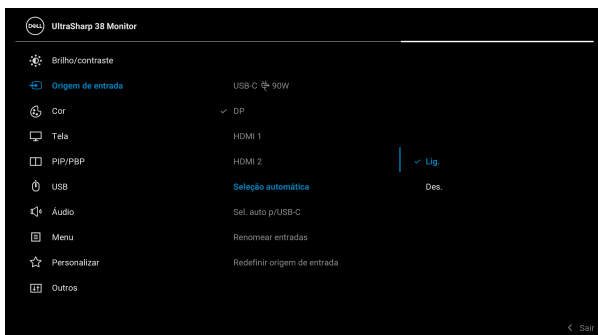 DELL UltraSharp 38 Monitor
Brilho/contraste
Origem de entrada
USB-C 90W
Cor
DP
Tela
HDMI 1
PIP/PBP
HDMI 2
Lig.
USB
Seleção automática
Des.
Áudio
Sel. auto p/USB-C
Menu
Renomear entradas
Personalizar
Redefinir origem de entrada
Outros
Sair